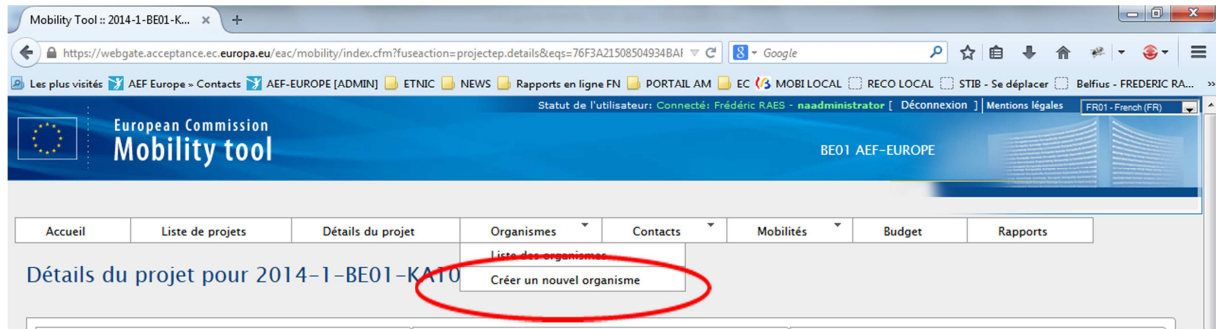 Mobility Tool :: 2014-1-BE01-K... × +
https://webgate.acceptance.ec.europa.eu/eac/mobility/index.cfm?fuseaction=projectep.details&eqs=76F3A21508504934BAF
8 - Google
Les plus visités AEF Europe » Contacts AEF-EUROPE [ADMIN] ETNIC NEWS Rapports en ligne FN PORTAIL AM EC MOBI LOCAL RECO LOCAL STIB - Se déplacer Belfius - FREDERIC RA... »
Statut de l'utilisateur: Connecté: Frédéric RAES - naadministrator [ Déconnexion ] Mentions légales FR01 - French (FR)
European Commission
Mobility tool
BE01 AEF-EUROPE
Accueil Liste de projets Détails du projet Organismes Contacts Mobilités Budget Rapports
Liste des organismes
Créer un nouvel organisme
Détails du projet pour 2014-1-BE01-KA10